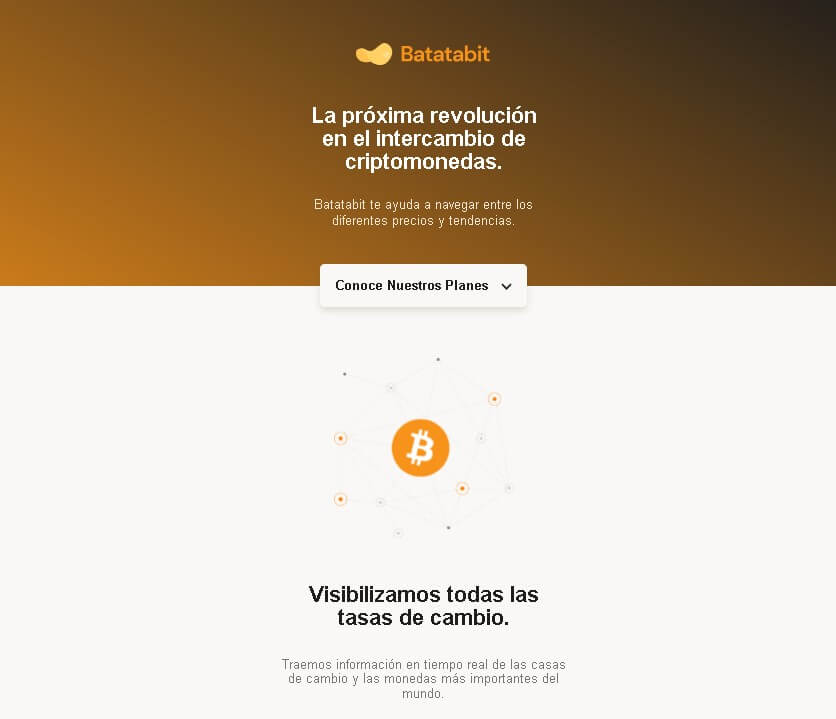 Batatabit
La próxima revolución
en el intercambio de
criptomonedas.
Batatabit te ayuda a navegar entre los
diferentes precios y tendencias.
Conoce Nuestros Planes
Visibilizamos todas las
tasas de cambio.
Traemos información en tiempo real de las casas
de cambio y las monedas más importantes del
mundo.